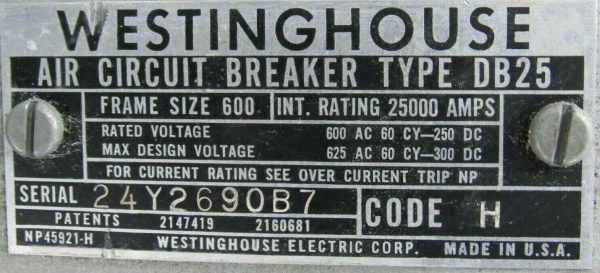 WESTINGHOUSE
AIR CIRCUIT BREAKER TYPE DB25
FRAME SIZE 600 INT. RATING 25000 AMPS
RATED VOLTAGE 600 AC 60 CY—250 DC
MAX DESIGN VOLTAGE 625 AC 60 CY—300 DC
FOR CURRENT RATING SEE OVER CURRENT TRIP NP
SERIAL 24Y2690B7
PATENTS 2147419 2160681
CODE H
NP45921-H WESTINGHOUSE ELECTRIC CORP. MADE IN U.S.A.